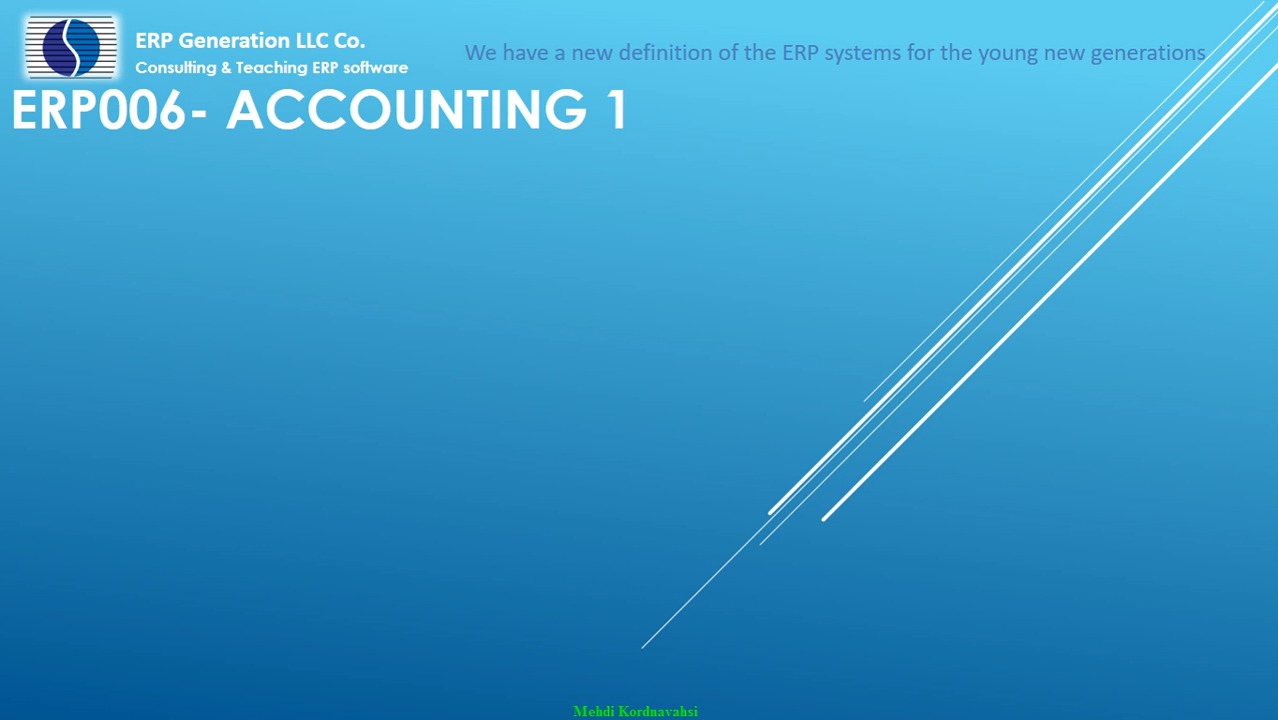 ERP Generation LLC Co.
We have a new definition of the ERP systems for the young new generations
Consulting & Teaching ERP software
ERP006- ACCOUNTING 1
Mehdi Kordnavahsi